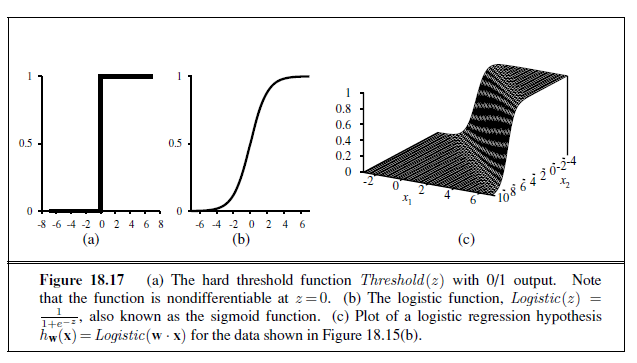 1
0.5
0
-8 -6 -4 -2 0 2 4 6 8
(a)
1
0.5
0
-6 -4 -2 0 2 4 6
(b)
1
0.8
0.6
0.4
0.2
0
-2 0 2 4 6
x₁
10 8 6 4 2 0 -2 -4
x₂
(c)
Figure 18.17 (a) The hard threshold function Threshold(z) with 0/1 output. Note
that the function is nondifferentiable at z = 0. (b) The logistic function, Logistic(z) =
1/(1+e^{-z}), also known as the sigmoid function. (c) Plot of a logistic regression hypothesis
h_w(x) = Logistic(w · x) for the data shown in Figure 18.15(b).